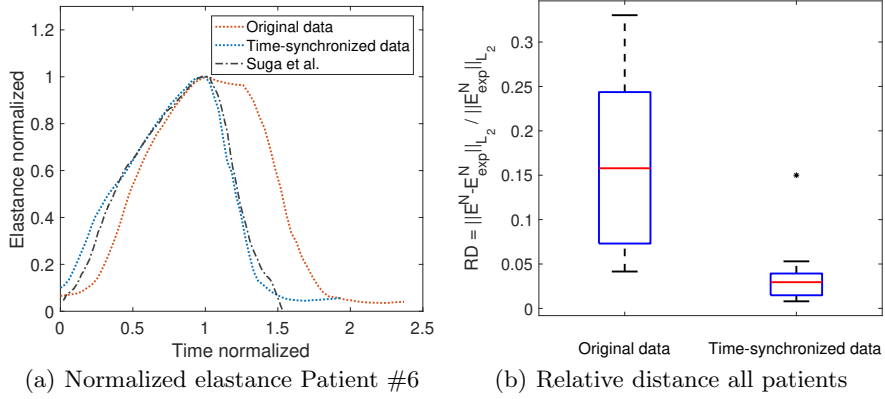 Original data
Time-synchronized data
Suga et al.
Elastance normalized
1.2
1
0.8
0.6
0.4
0.2
0
0
0.5
1
1.5
2
2.5
Time normalized
(a) Normalized elastance Patient #6
RD = ||E^N-E^N_exp||_L_2 / ||E^N_exp||_L_2
0.3
0.25
0.2
0.15
0.1
0.05
0
Original data
Time-synchronized data
(b) Relative distance all patients